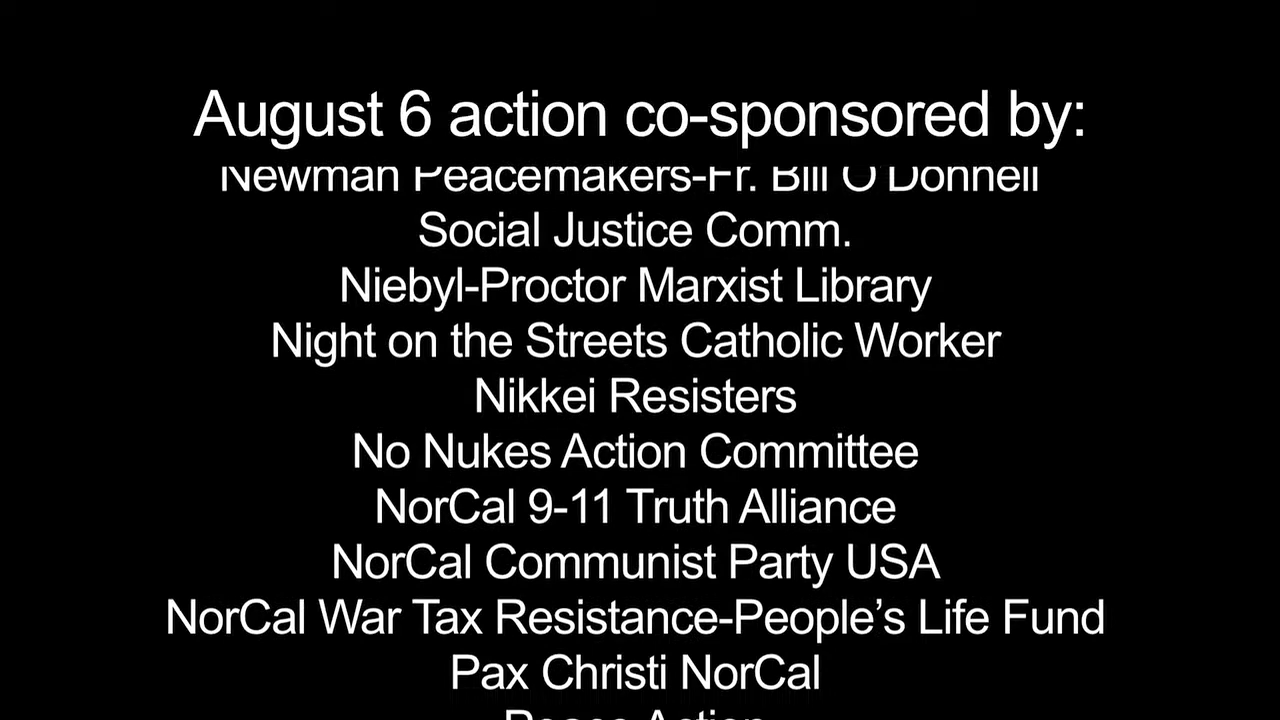 August 6 action co-sponsored by:
Newman Peacemakers-Fr. Bill O'Donnell
Social Justice Comm.
Niebyl-Proctor Marxist Library
Night on the Streets Catholic Worker
Nikkei Resisters
No Nukes Action Committee
NorCal 9-11 Truth Alliance
NorCal Communist Party USA
NorCal War Tax Resistance-People’s Life Fund
Pax Christi NorCal
Peace Action